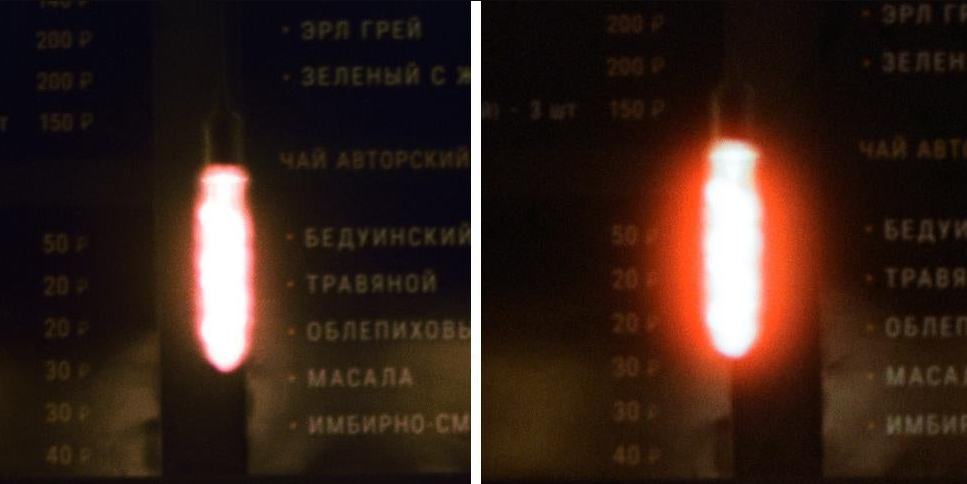 200 ₽
200 ₽
150 ₽
50 ₽
20 ₽
20 ₽
30 ₽
30 ₽
40 ₽
· ЭРЛ ГРЕЙ
· ЗЕЛЕНЫЙ С Ж
ЧАЙ АВТОРСКИЙ
· БЕДУИНСКИЙ
· ТРАВЯНОЙ
· ОБЛЕПИХОВЫ
· МАСАЛА
· ИМБИРНО-СМ
200 ₽
200 ₽
- 3 шт 150 ₽
50 ₽
20 ₽
20 ₽
30 ₽
30 ₽
40 ₽
· ЭРЛ ГР
· ЗЕЛЕН
ЧАЙ АВТО
· БЕДУИ
· ТРАВЯ
· ОБЛЕП
· МАСАЛ
· ИМБИР